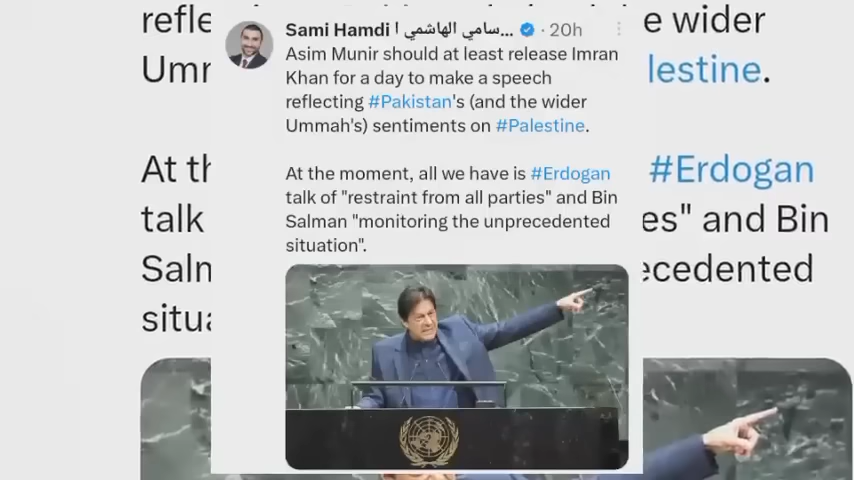 Sami Hamdi سامي الهاشمي ا... · 20h
Asim Munir should at least release Imran
Khan for a day to make a speech
reflecting #Pakistan's (and the wider
Ummah's) sentiments on #Palestine.
At the moment, all we have is #Erdogan
talk of "restraint from all parties" and Bin
Salman "monitoring the unprecedented
situation".